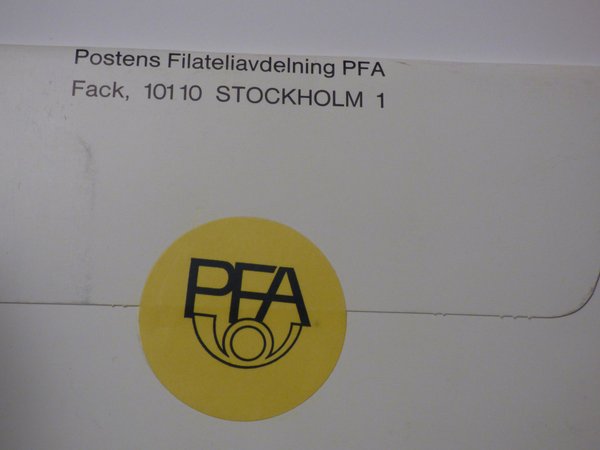 Postens Filateliavdelning PFA
Fack, 10110 STOCKHOLM 1
PFA